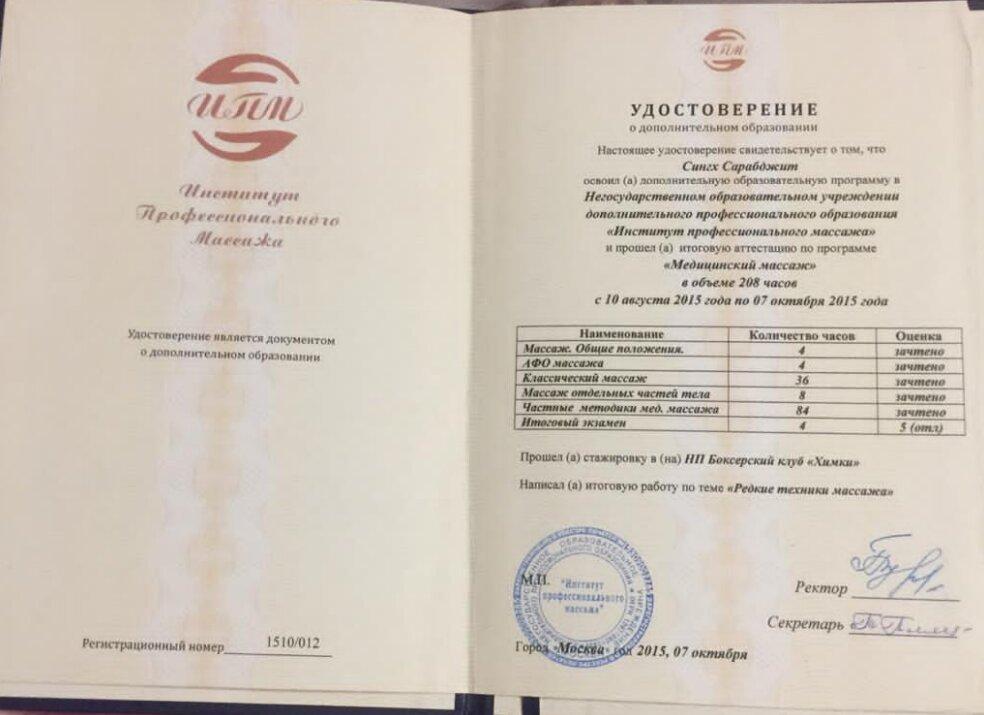 ИПМ
Институт
Профессионального
Массажа
Удостоверение является документом
о дополнительном образовании
Регистрационный номер 1510/012
ИПМ
УДОСТОВЕРЕНИЕ
о дополнительном образовании
Настоящее удостоверение свидетельствует о том, что
Сингх Сарабджит
освоил (а) дополнительную образовательную программу в
Негосударственном образовательном учреждении
дополнительного профессионального образования
«Институт профессионального массажа»
и прошел (а) итоговую аттестацию по программе
«Медицинский массаж»
в объеме 208 часов
с 10 августа 2015 года по 07 октября 2015 года
Наименование Количество часов Оценка
Массаж. Общие положения. 4 зачтено
АФО массажа 4 зачтено
Классический массаж 36 зачтено
Массаж отдельных частей тела 8 зачтено
Частные методики мед. массажа 84 зачтено
Итоговый экзамен 4 5 (отл)
Прошел (а) стажировку в (на) НП Боксерский клуб «Химки»
Написал (а) итоговую работу по теме «Редкие техники массажа»
М.П.
"Институт
профессионального
массажа"
Ректор
Секретарь
Город Москва год 2015, 07 октября